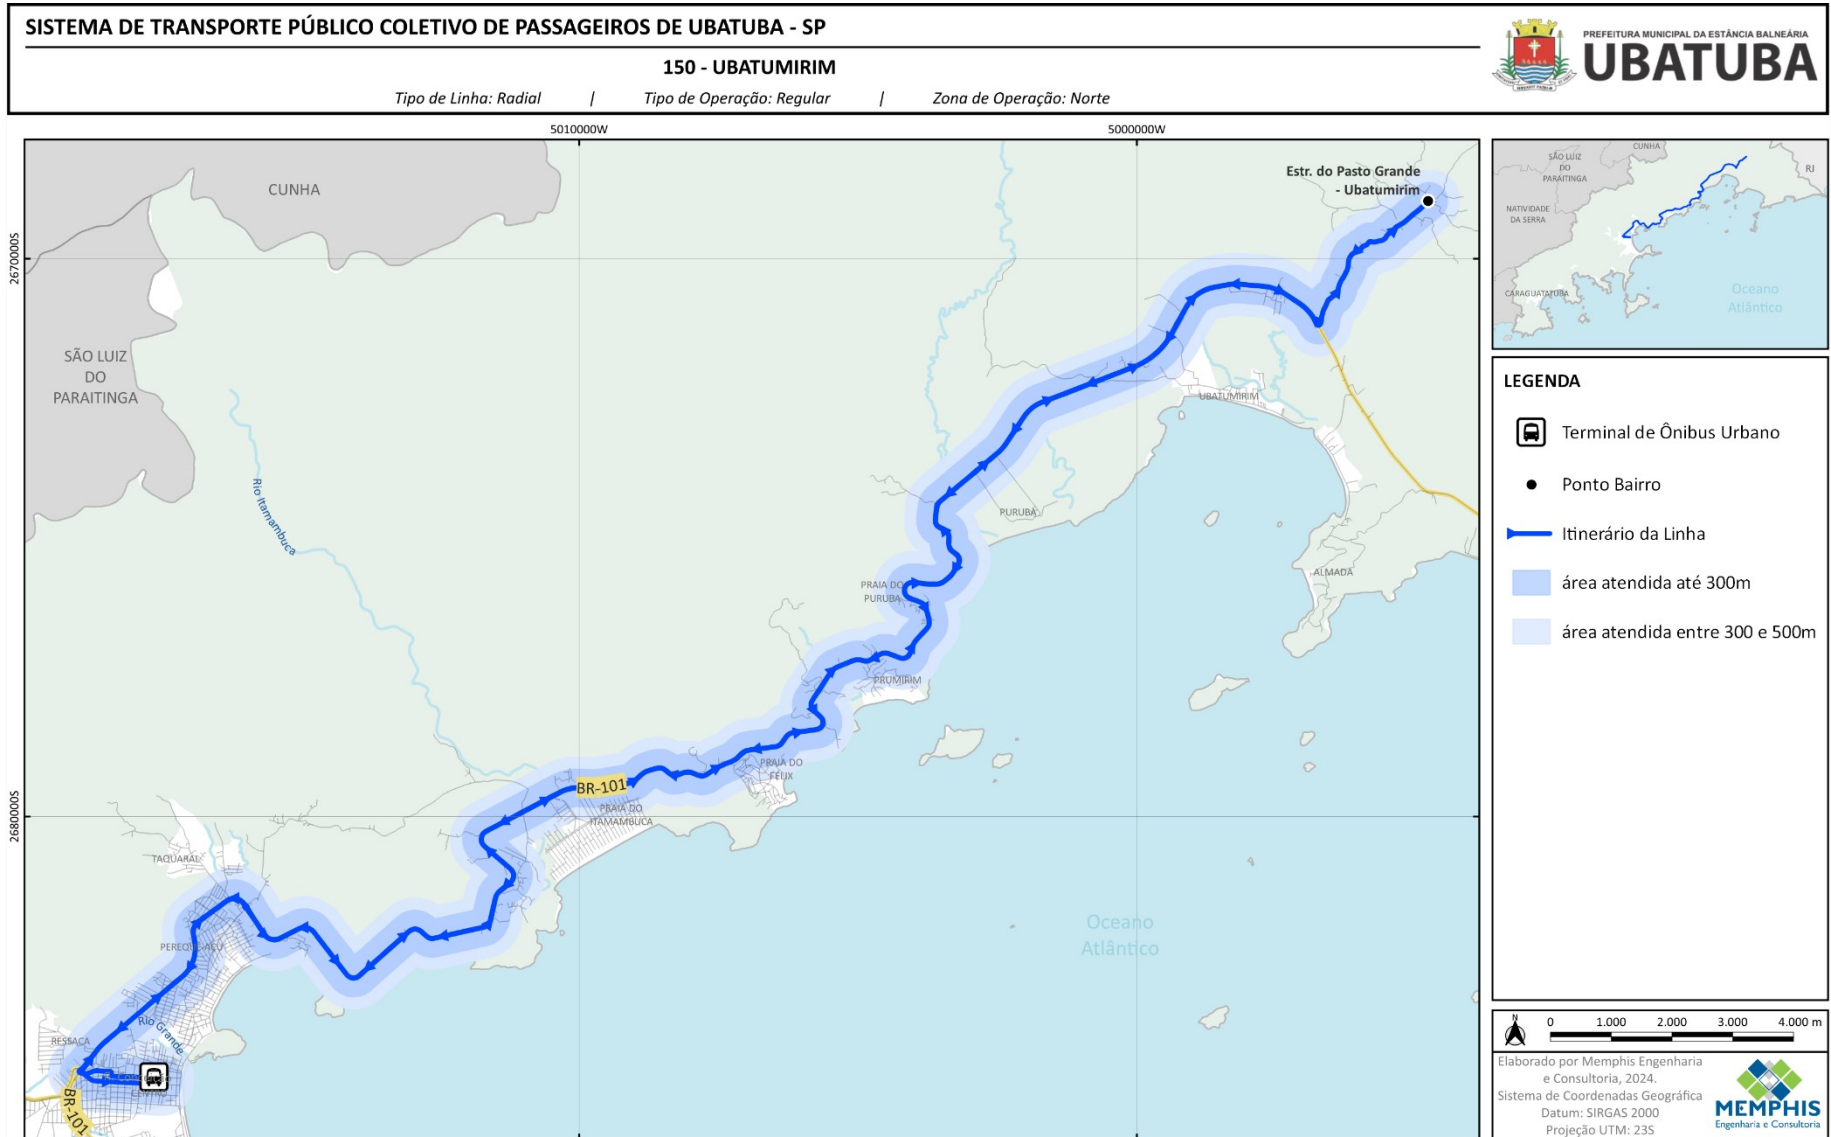 SISTEMA DE TRANSPORTE PÚBLICO COLETIVO DE PASSAGEIROS DE UBATUBA - SP
150 - UBATUMIRIM
Tipo de Linha: Radial | Tipo de Operação: Regular | Zona de Operação: Norte
PREFEITURA MUNICIPAL DA ESTÂNCIA BALNEÁRIA
UBATUBA
5010000W
5000000W
2670000S
2680000S
CUNHA
SÃO LUIZ
DO
PARAITINGA
Rio Itamambuca
Estr. do Pasto Grande
- Ubatumirim
UBATUMIRIM
PURUBA
ALMADA
PRAIA DO
PURUBA
PRUMIRIM
PRAIA DO
FÉLIX
BR-101
PRAIA DO
ITAMAMBUCA
TAQUARAL
PEREQUÊ-AÇU
Rio Grande
RESSACA
CENTRO
BR-101
Oceano
Atlântico
CUNHA
SÃO LUIZ
DO
PARAITINGA
RJ
NATIVIDADE
DA SERRA
CARAGUATATUBA
Oceano
Atlântico
LEGENDA
Terminal de Ônibus Urbano
Ponto Bairro
Itinerário da Linha
área atendida até 300m
área atendida entre 300 e 500m
N
0 1.000 2.000 3.000 4.000 m
Elaborado por Memphis Engenharia
e Consultoria, 2024.
Sistema de Coordenadas Geográfica
Datum: SIRGAS 2000
Projeção UTM: 23S
MEMPHIS
Engenharia e Consultoria